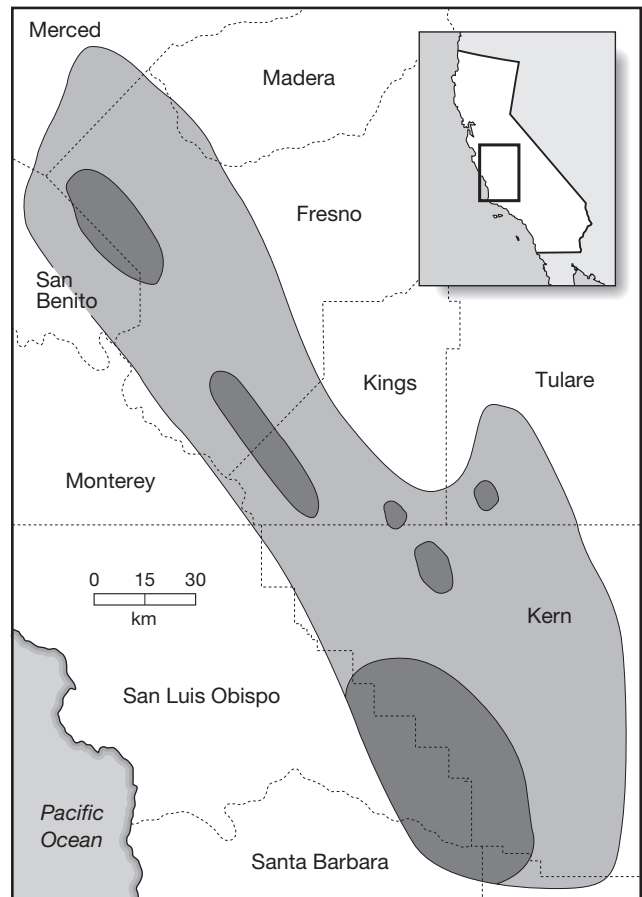 Merced
Madera
Fresno
San
Benito
Kings
Tulare
Monterey
0 15 30
km
Kern
San Luis Obispo
Pacific
Ocean
Santa Barbara